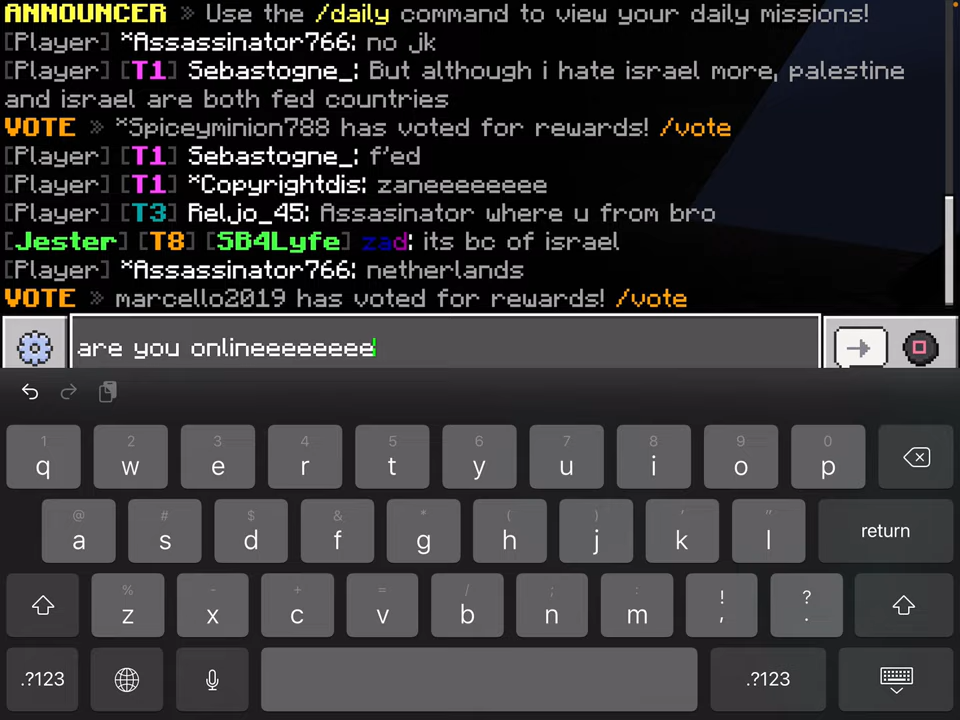 ANNOUNCER » Use the /daily command to view your daily missions!
[Player] *Assassinator766: no jk
[Player] [T1] Sebastogne_: But although i hate israel more, palestine
and israel are both fed countries
VOTE » *Spiceyminion788 has voted for rewards! /vote
[Player] [T1] Sebastogne_: f'ed
[Player] [T1] *Copyrightdis: zaneeeeeeee
[Player] [T3] Reljo_45: Assasinator where u from bro
[Jester] [T8] [SB4Lyfe] zad: its bc of israel
[Player] *Assassinator766: netherlands
VOTE » marcello2019 has voted for rewards! /vote
are you onlineeeeeeee
1 2 3 4 5 6 7 8 9 0
q w e r t y u i o p
@ # $ & * ( ) ' "
a s d f g h j k l return
% - + = / ; : ! ?
z x c v b n m , .
.?123 .?123